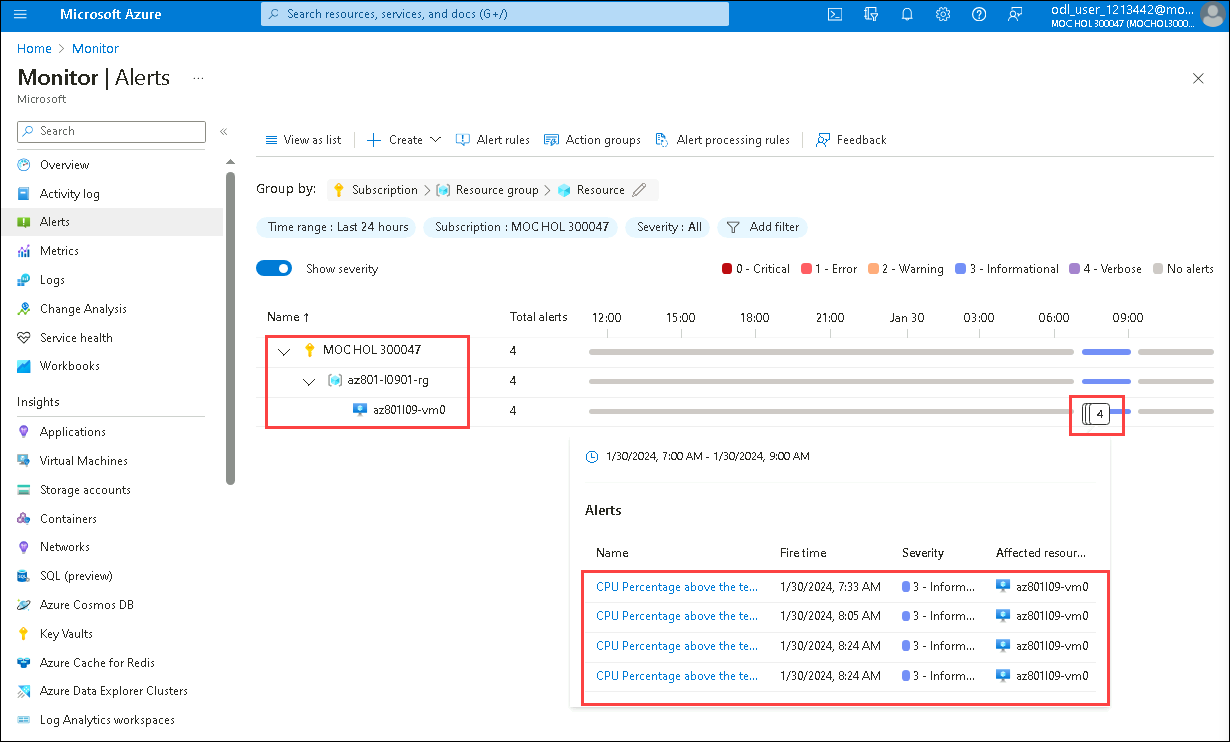 Microsoft Azure
Search resources, services, and docs (G+/)
odl_user_1213442@mo...
MOC HOL 300047 (MOCHOL3000...
Home > Monitor
Monitor | Alerts ...
Microsoft
Search «
View as list Create Alert rules Action groups Alert processing rules Feedback
Overview
Activity log
Alerts
Metrics
Logs
Change Analysis
Service health
Workbooks
Insights
Applications
Virtual Machines
Storage accounts
Containers
Networks
SQL (preview)
Azure Cosmos DB
Key Vaults
Azure Cache for Redis
Azure Data Explorer Clusters
Log Analytics workspaces
Group by: Subscription > Resource group > Resource
Time range : Last 24 hours Subscription : MOC HOL 300047 Severity : All Add filter
Show severity 0 - Critical 1 - Error 2 - Warning 3 - Informational 4 - Verbose No alerts
Name ↑ Total alerts 12:00 15:00 18:00 21:00 Jan 30 03:00 06:00 09:00
MOC HOL 300047 4
az801-l0901-rg 4
az801l09-vm0 4 4
1/30/2024, 7:00 AM - 1/30/2024, 9:00 AM
Alerts
Name Fire time Severity Affected resour...
CPU Percentage above the te... 1/30/2024, 7:33 AM 3 - Inform... az801l09-vm0
CPU Percentage above the te... 1/30/2024, 8:05 AM 3 - Inform... az801l09-vm0
CPU Percentage above the te... 1/30/2024, 8:24 AM 3 - Inform... az801l09-vm0
CPU Percentage above the te... 1/30/2024, 8:24 AM 3 - Inform... az801l09-vm0